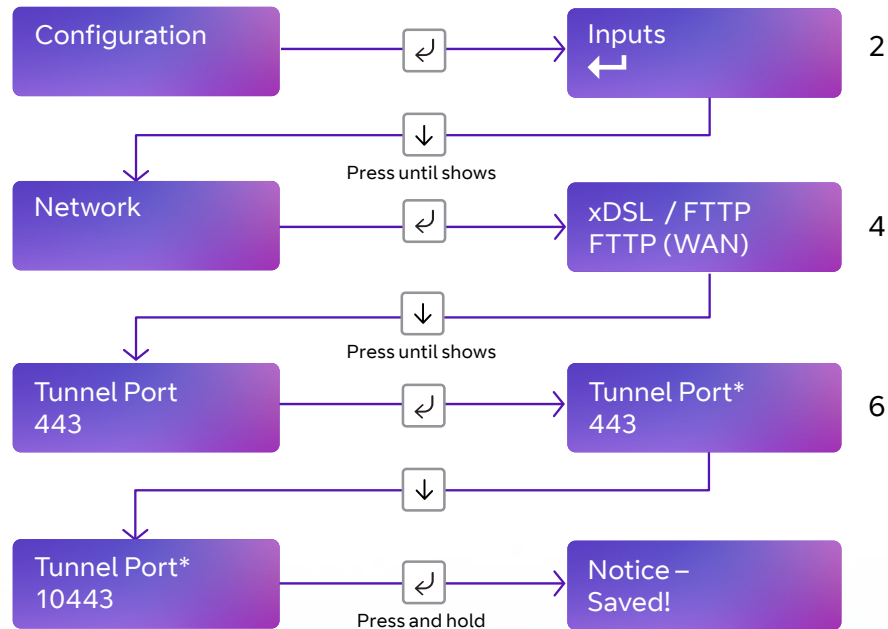 Configuration
Inputs
2
Press until shows
Network
xDSL / FTTP
FTTP (WAN)
4
Press until shows
Tunnel Port
443
Tunnel Port*
443
6
Tunnel Port*
10443
Press and hold
Notice –
Saved!